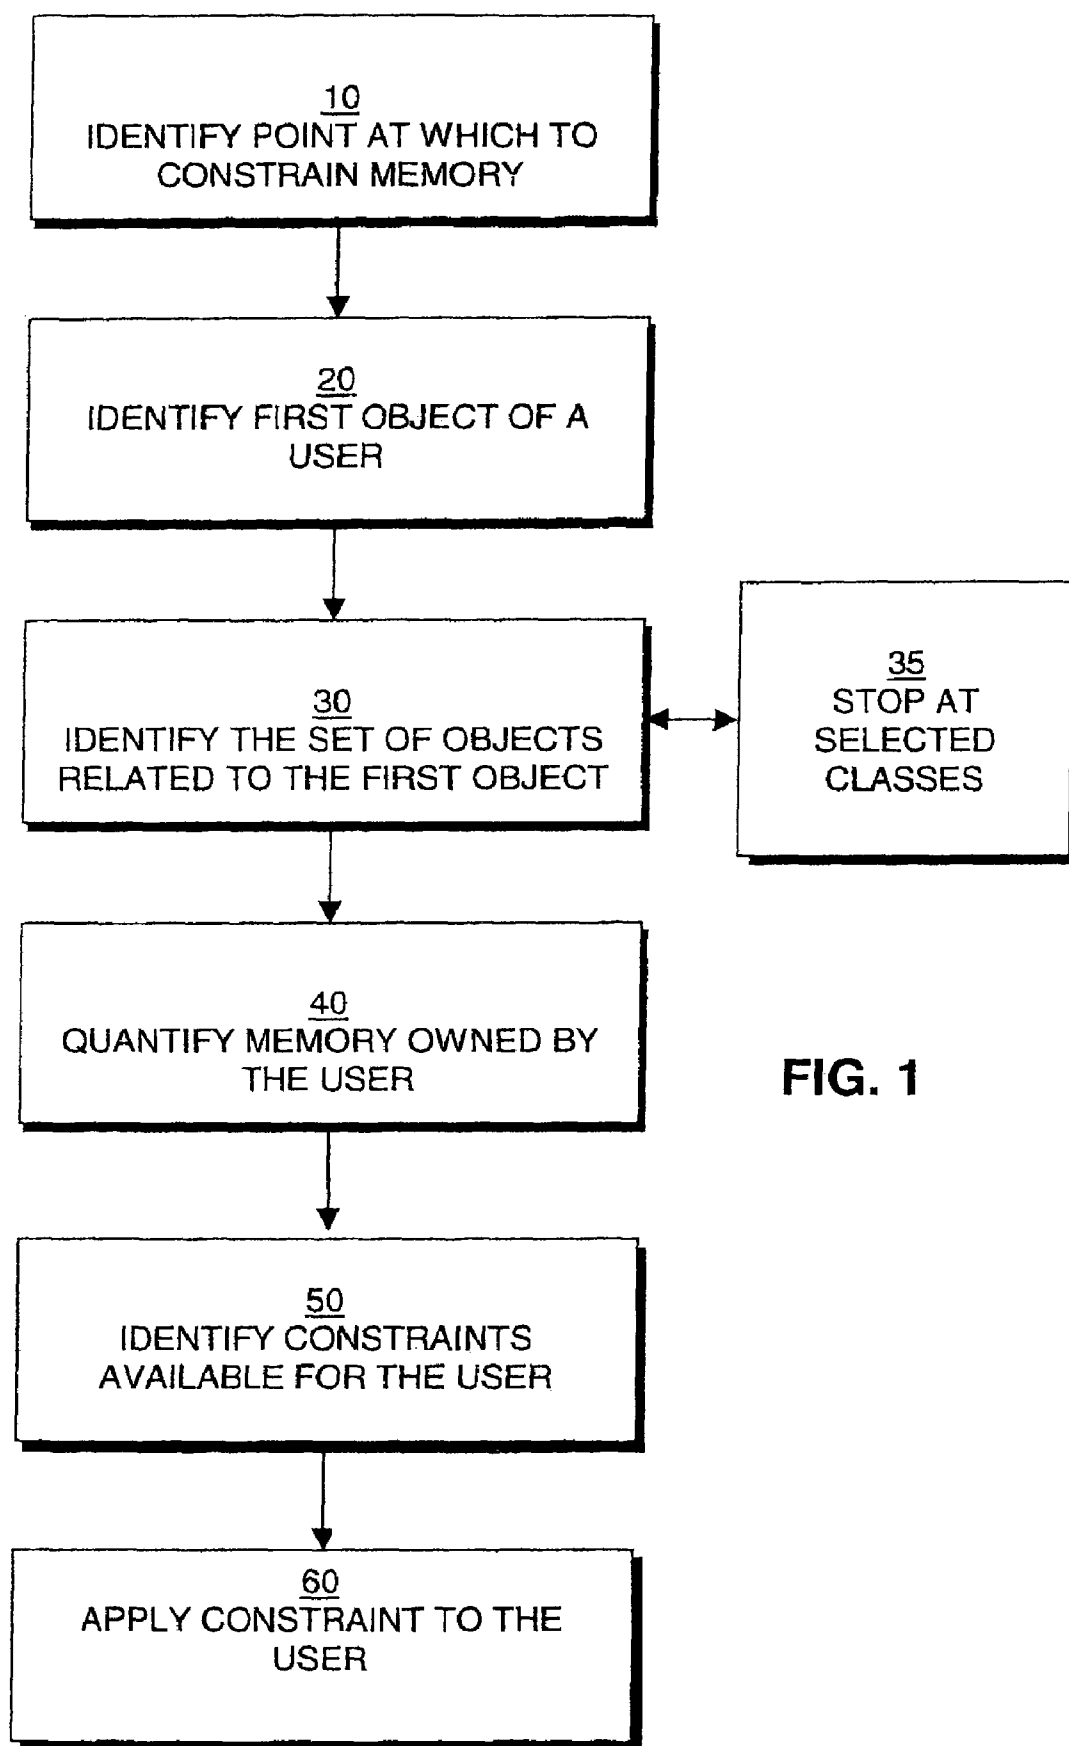 10
IDENTIFY POINT AT WHICH TO
CONSTRAIN MEMORY
20
IDENTIFY FIRST OBJECT OF A
USER
30
IDENTIFY THE SET OF OBJECTS
RELATED TO THE FIRST OBJECT
35
STOP AT
SELECTED
CLASSES
40
QUANTIFY MEMORY OWNED BY
THE USER
FIG. 1
50
IDENTIFY CONSTRAINTS
AVAILABLE FOR THE USER
60
APPLY CONSTRAINT TO THE
USER